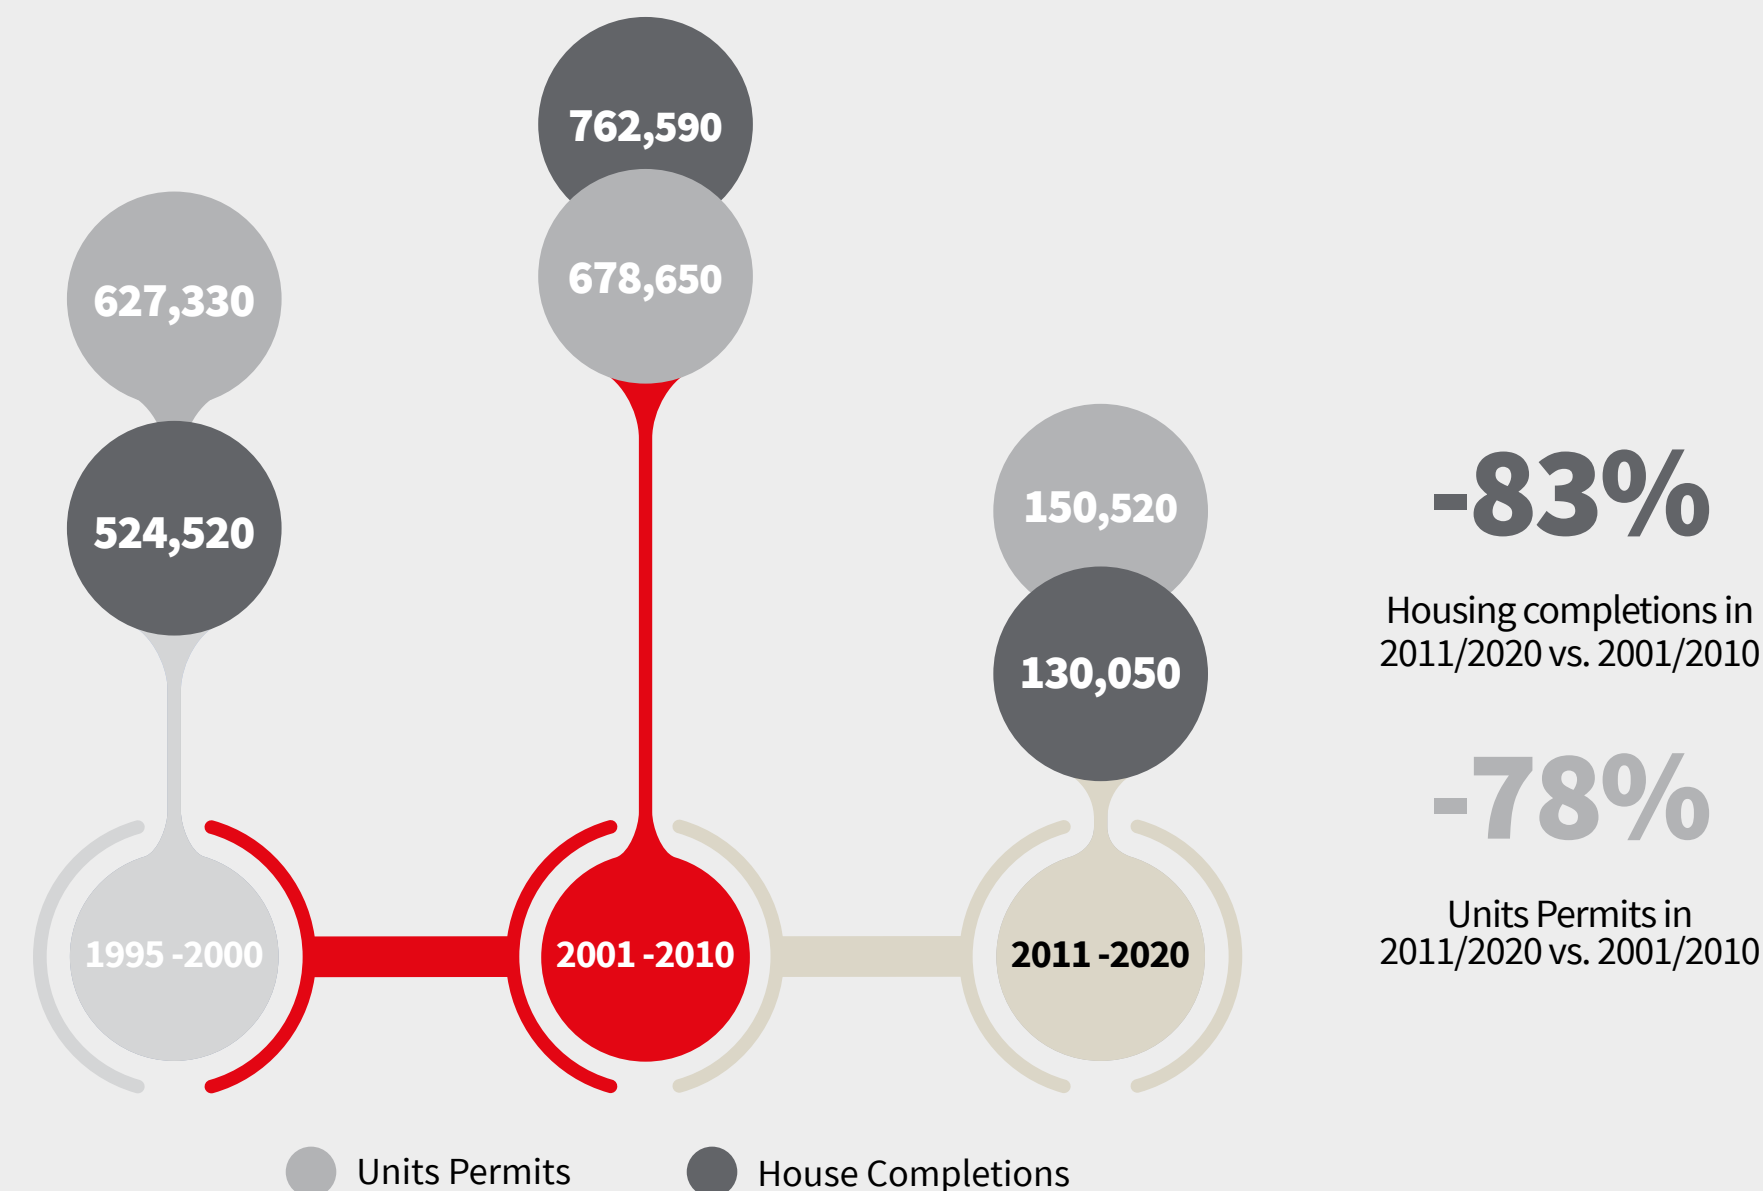 762,590
678,650
627,330
524,520
150,520
130,050
1995 -2000
2001 -2010
2011 -2020
-83%
Housing completions in
2011/2020 vs. 2001/2010
-78%
Units Permits in
2011/2020 vs. 2001/2010
Units Permits
House Completions